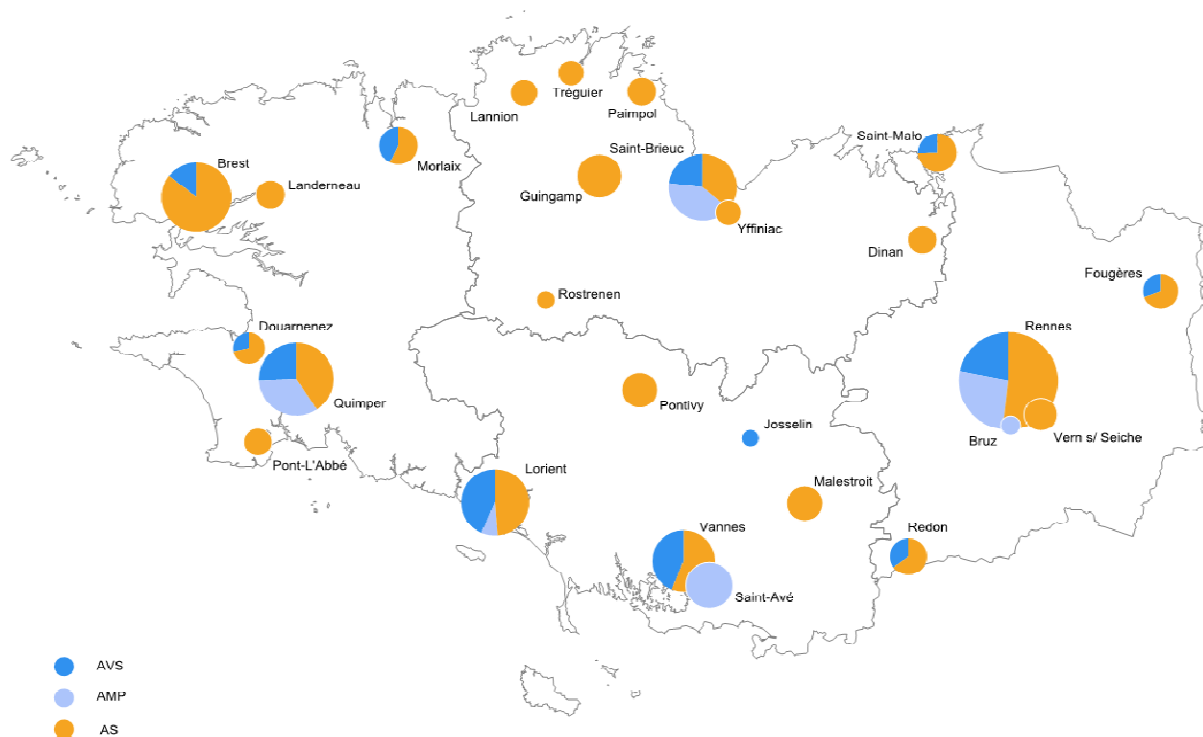 Tréguier
Lannion
Paimpol
Saint-Malo
Saint-Brieuc
Morlaix
Brest
Landerneau
Guingamp
Yffiniac
Dinan
Fougères
Rostrenen
Douarnenez
Rennes
Quimper
Pontivy
Josselin
Bruz
Vern s/ Seiche
Pont-L'Abbé
Lorient
Malestroit
Vannes
Redon
Saint-Avé
AVS
AMP
AS